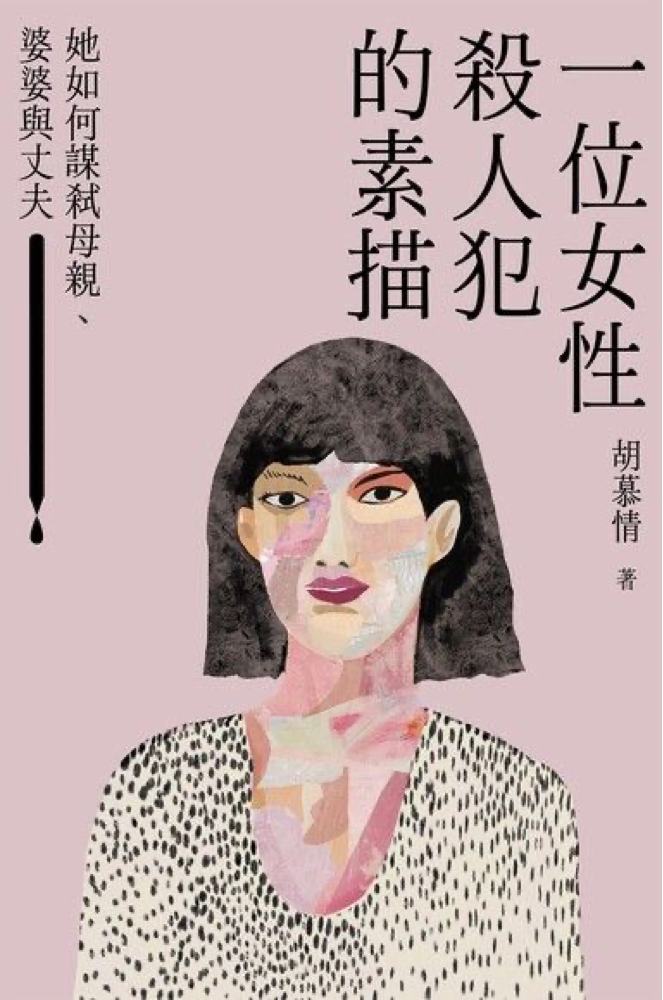 一位女性
殺人犯
的素描
胡慕情 著
她如何謀弒母親、
婆婆與丈夫